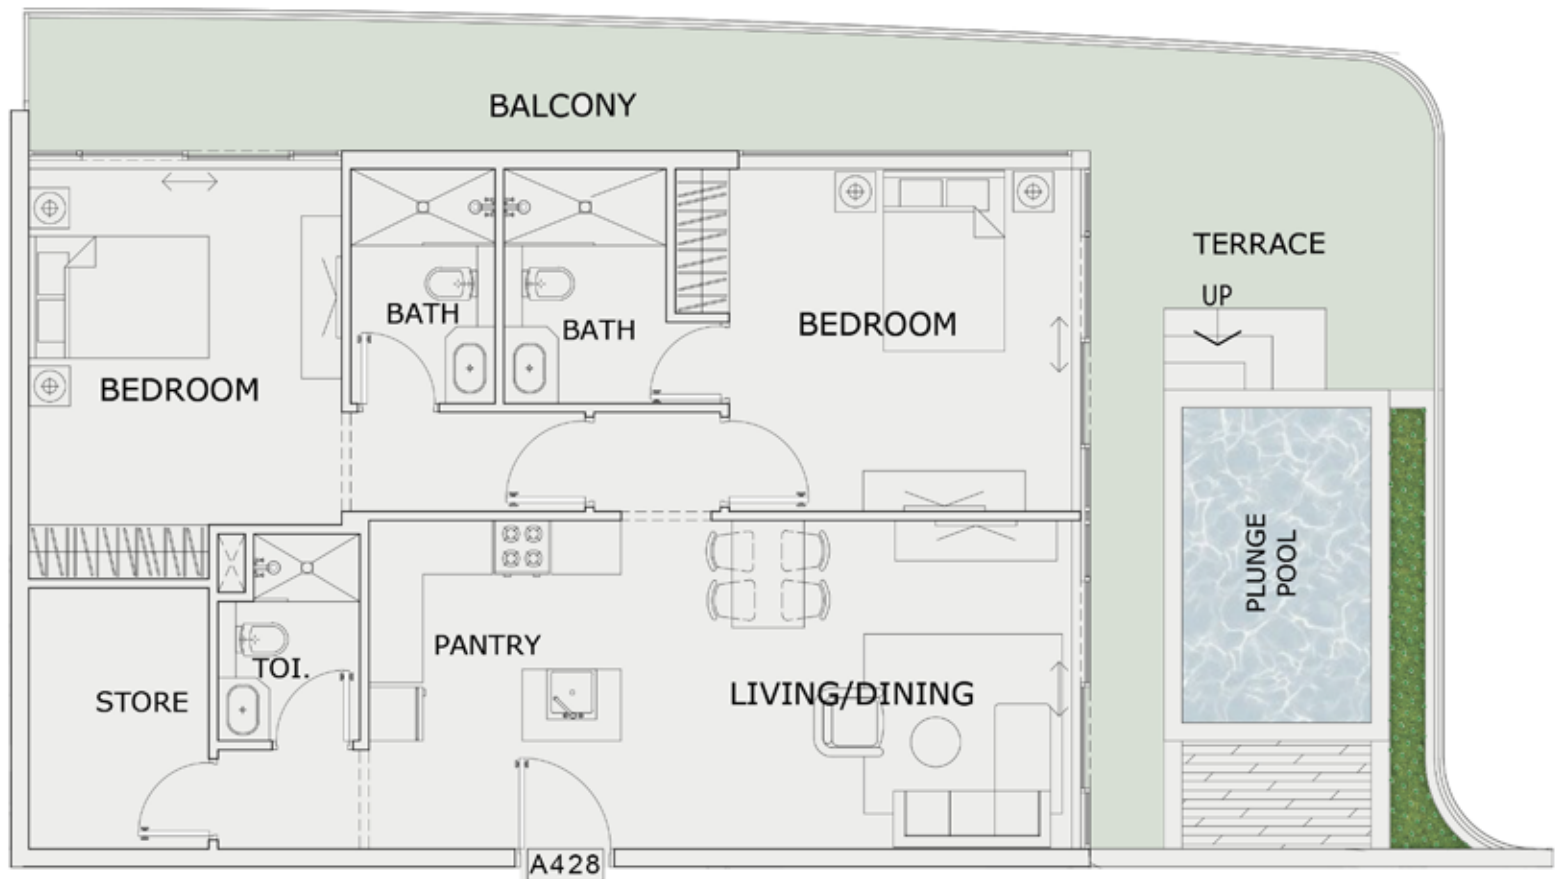 BALCONY
TERRACE
UP
BATH
BATH
BEDROOM
BEDROOM
PLUNGE
POOL
PANTRY
TOI.
STORE
LIVING/DINING
A428